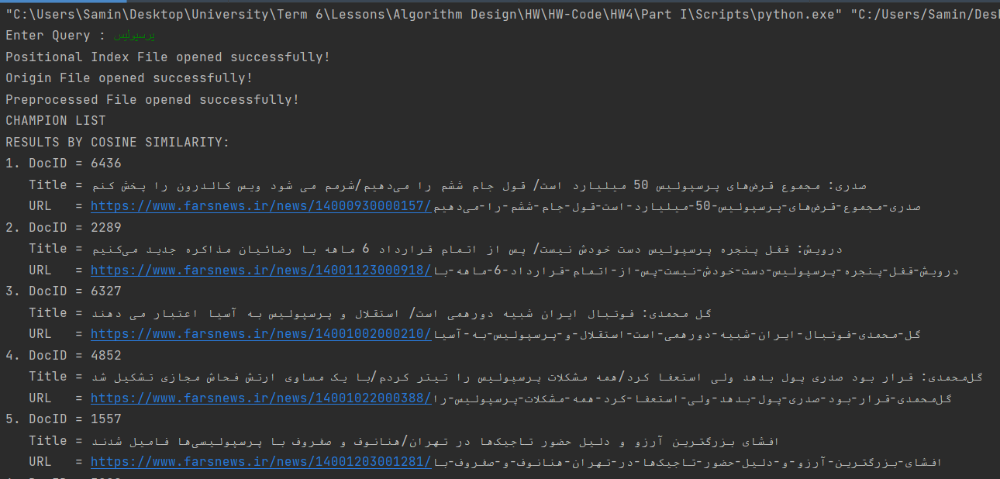 "C:\Users\Samin\Desktop\University\Term 6\Lessons\Algorithm Design\HW\HW-Code\HW4\Part I\Scripts\python.exe" "C:/Users/Samin/Desk
Enter Query : پرسپولیس
Positional Index File opened successfully!
Origin File opened successfully!
Preprocessed File opened successfully!
CHAMPION LIST
RESULTS BY COSINE SIMILARITY:
1. DocID = 6436
Title = صدری: مجموع قرض‌های پرسپولیس 50 میلیارد است/ قول جام ششم را می‌دهیم/شرمم می شود ویس کالدرون را پخش کنم
URL = https://www.farsnews.ir/news/14000930000157/صدری-مجموع-قرض‌های-پرسپولیس-50-میلیارد-است-قول-جام-ششم-را-می‌دهیم
2. DocID = 2289
Title = درویش: قفل پنجره پرسپولیس دست خودش نیست/ پس از اتمام قرارداد 6 ماهه با رضائیان مذاکره جدید می‌کنیم
URL = https://www.farsnews.ir/news/14001123000918/درویش-قفل-پنجره-پرسپولیس-دست-خودش-نیست-پس-از-اتمام-قرارداد-6-ماهه-با
3. DocID = 6327
Title = گل محمدی: فوتبال ایران شبیه دورهمی است/ استقلال و پرسپولیس به آسیا اعتبار می دهند
URL = https://www.farsnews.ir/news/14001002000210/گل-محمدی-فوتبال-ایران-شبیه-دورهمی-است-استقلال-و-پرسپولیس-به-آسیا
4. DocID = 4852
Title = گل‌محمدی: قرار بود صدری پول بدهد ولی استعفا کرد/همه مشکلات پرسپولیس را تیتر کردم/با یک مساوی ارتش فحاش مجازی تشکیل شد
URL = https://www.farsnews.ir/news/14001022000388/گل‌محمدی-قرار-بود-صدری-پول-بدهد-ولی-استعفا-کرد-همه-مشکلات-پرسپولیس-را
5. DocID = 1557
Title = افشای بزرگترین آرزو و دلیل حضور تاجیک‌ها در تهران/هنانوف و صفروف با پرسپولیسی‌ها فامیل شدند
URL = https://www.farsnews.ir/news/14001203001281/افشای-بزرگترین-آرزو-و-دلیل-حضور-تاجیک‌ها-در-تهران-هنانوف-و-صفروف-با